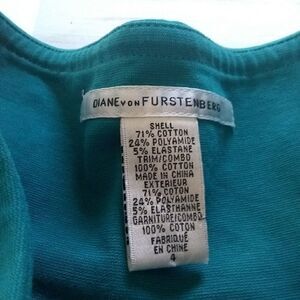 DIANE VON FURSTENBERG
SHELL
71% COTTON
24% POLYAMIDE
5% ELASTANE
TRIM/COMBO
100% COTTON
MADE IN CHINA
EXTERIEUR
71% COTON
24% POLYAMIDE
5% ELASTHANNE
GARNITURE/COMBO
100% COTON
FABRIQUÉ
EN CHINE
4